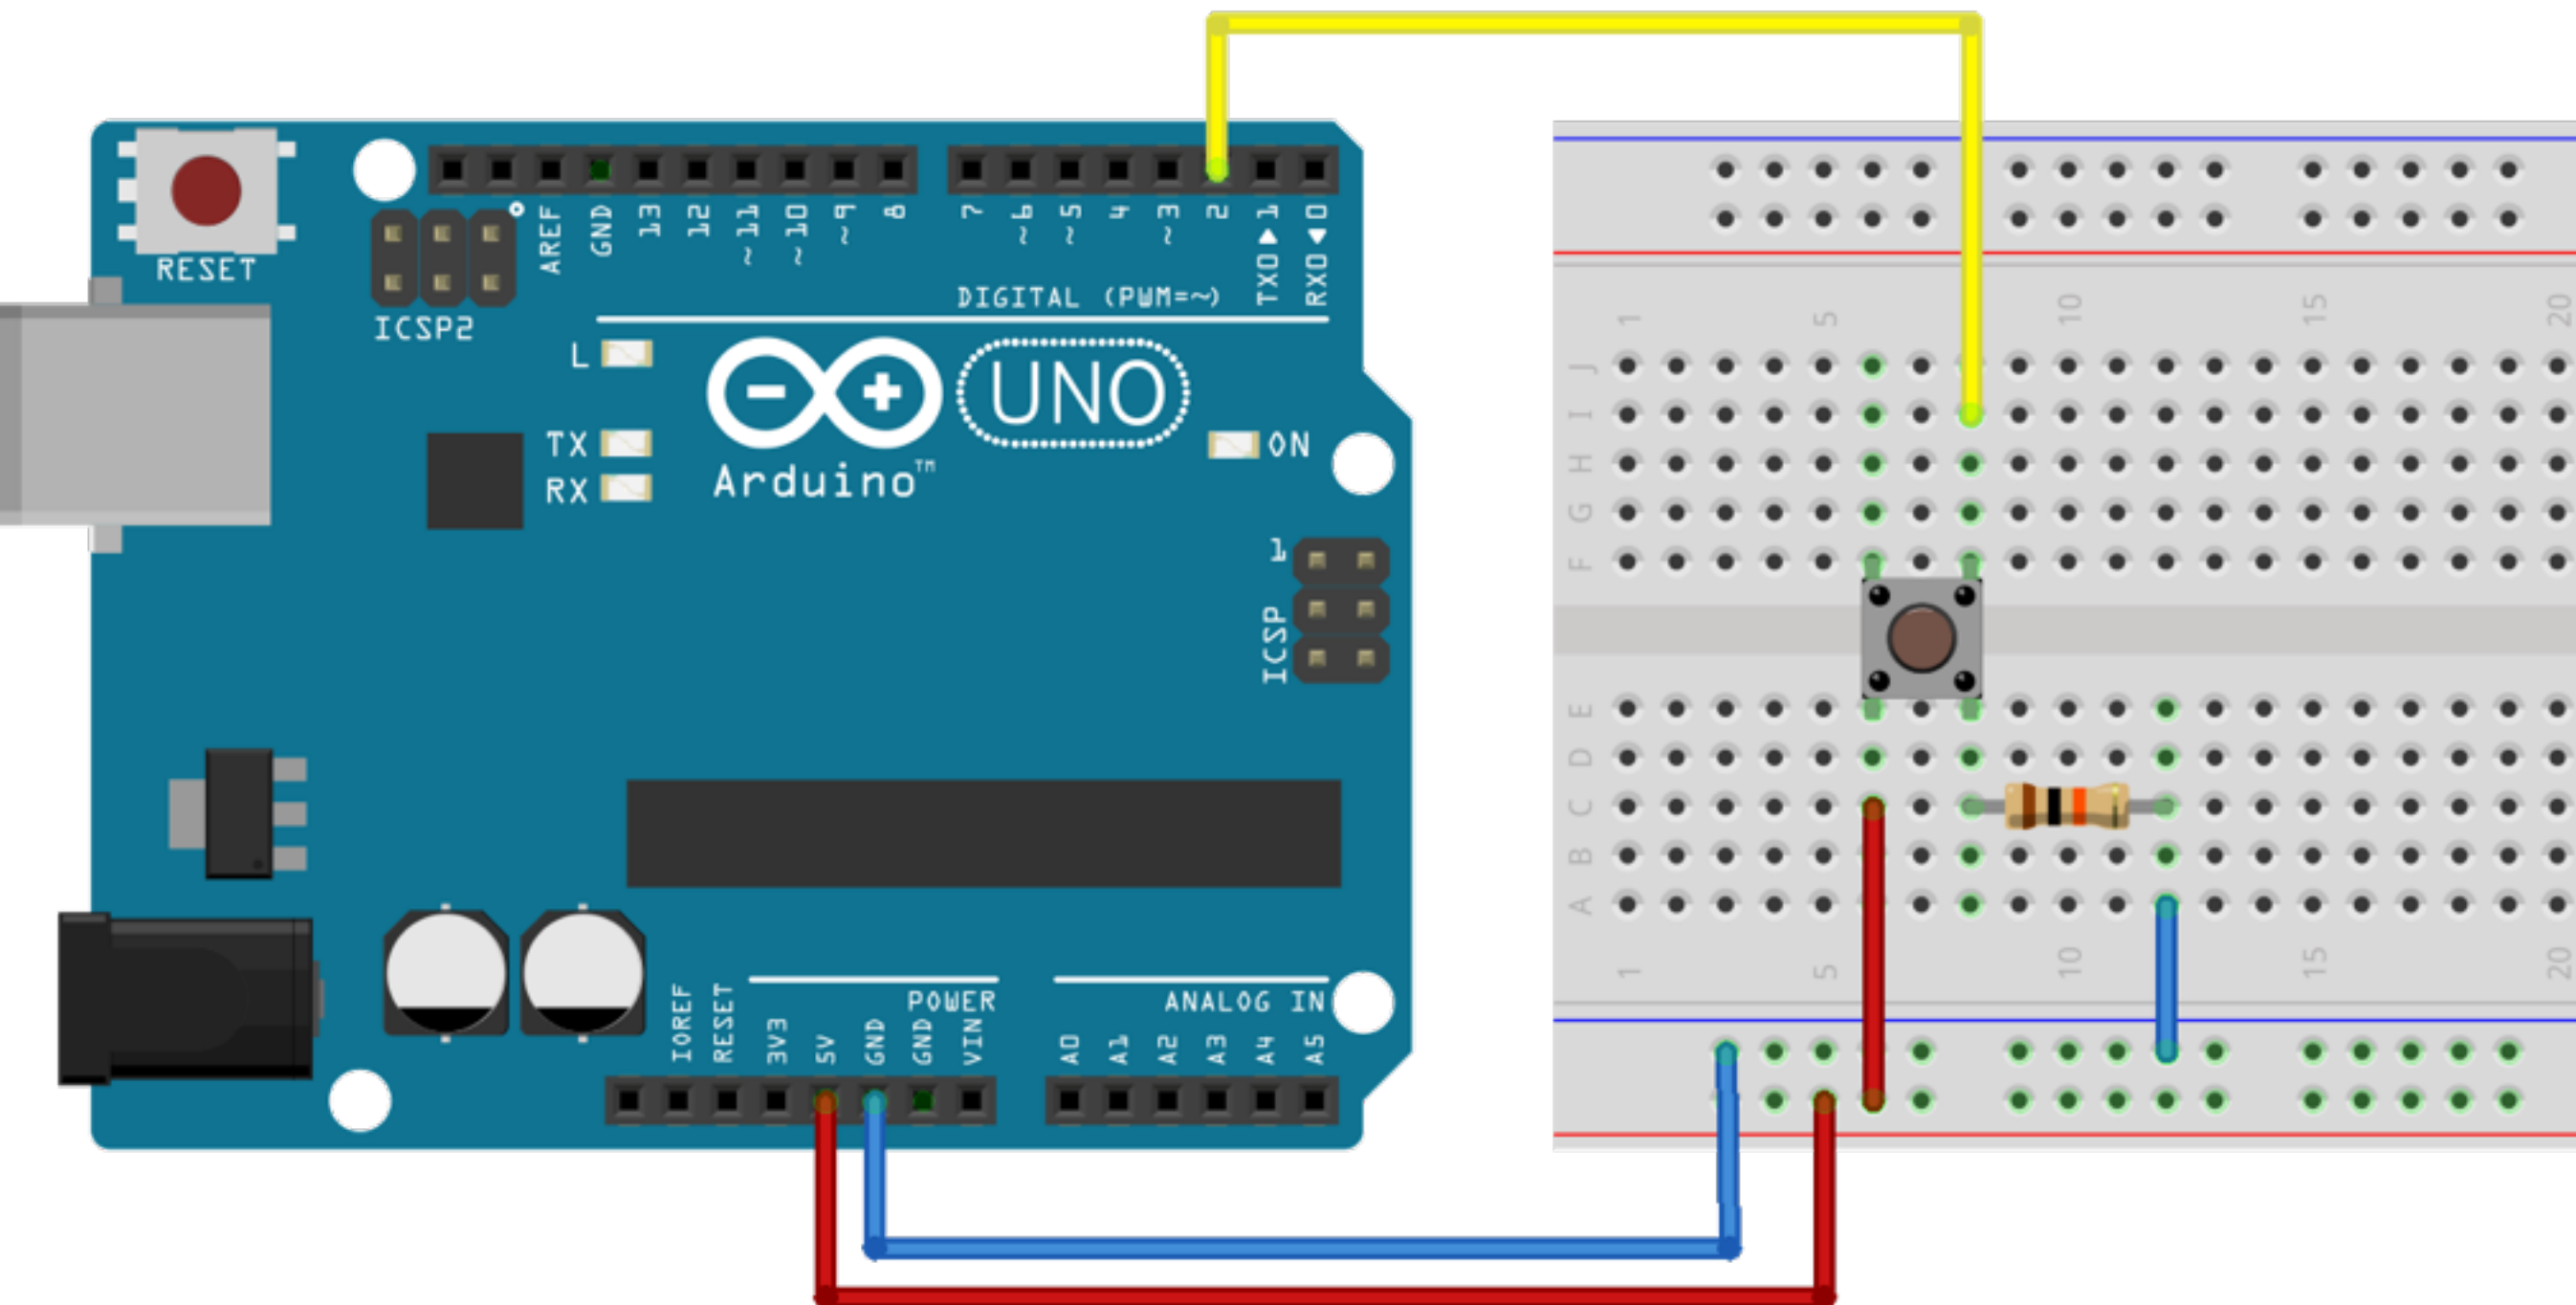 RESET
ICSP2
AREF
GND
13
12
~11
~10
~9
8
7
~6
~5
4
~3
2
TX0▶1
RX0◀0
DIGITAL (PWM=~)
L
TX
RX
Arduino™
UNO
ON
1
ICSP
IOREF
RESET
3V3
5V
GND
GND
VIN
POWER
A0
A1
A2
A3
A4
A5
ANALOG IN
1 5 10 15 20
J
I
H
G
F
E
D
C
B
A
1 5 10 15 20